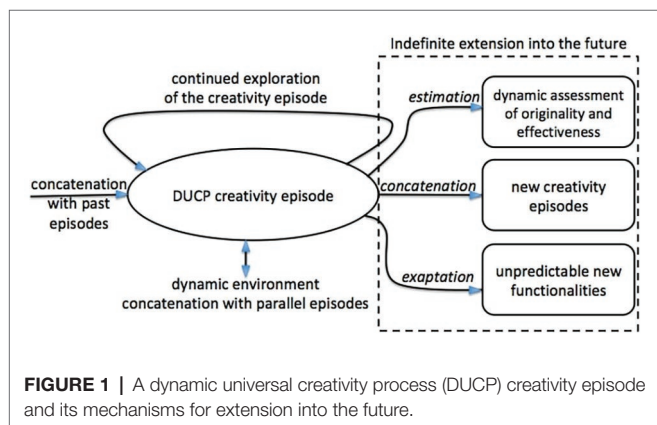 Indefinite extension into the future
continued exploration
of the creativity episode
estimation
dynamic assessment
of originality and
effectiveness
concatenation
with past
episodes
DUCP creativity episode
concatenation
new creativity
episodes
dynamic environment
concatenation with parallel episodes
exaptation
unpredictable new
functionalities
FIGURE 1 | A dynamic universal creativity process (DUCP) creativity episode
and its mechanisms for extension into the future.